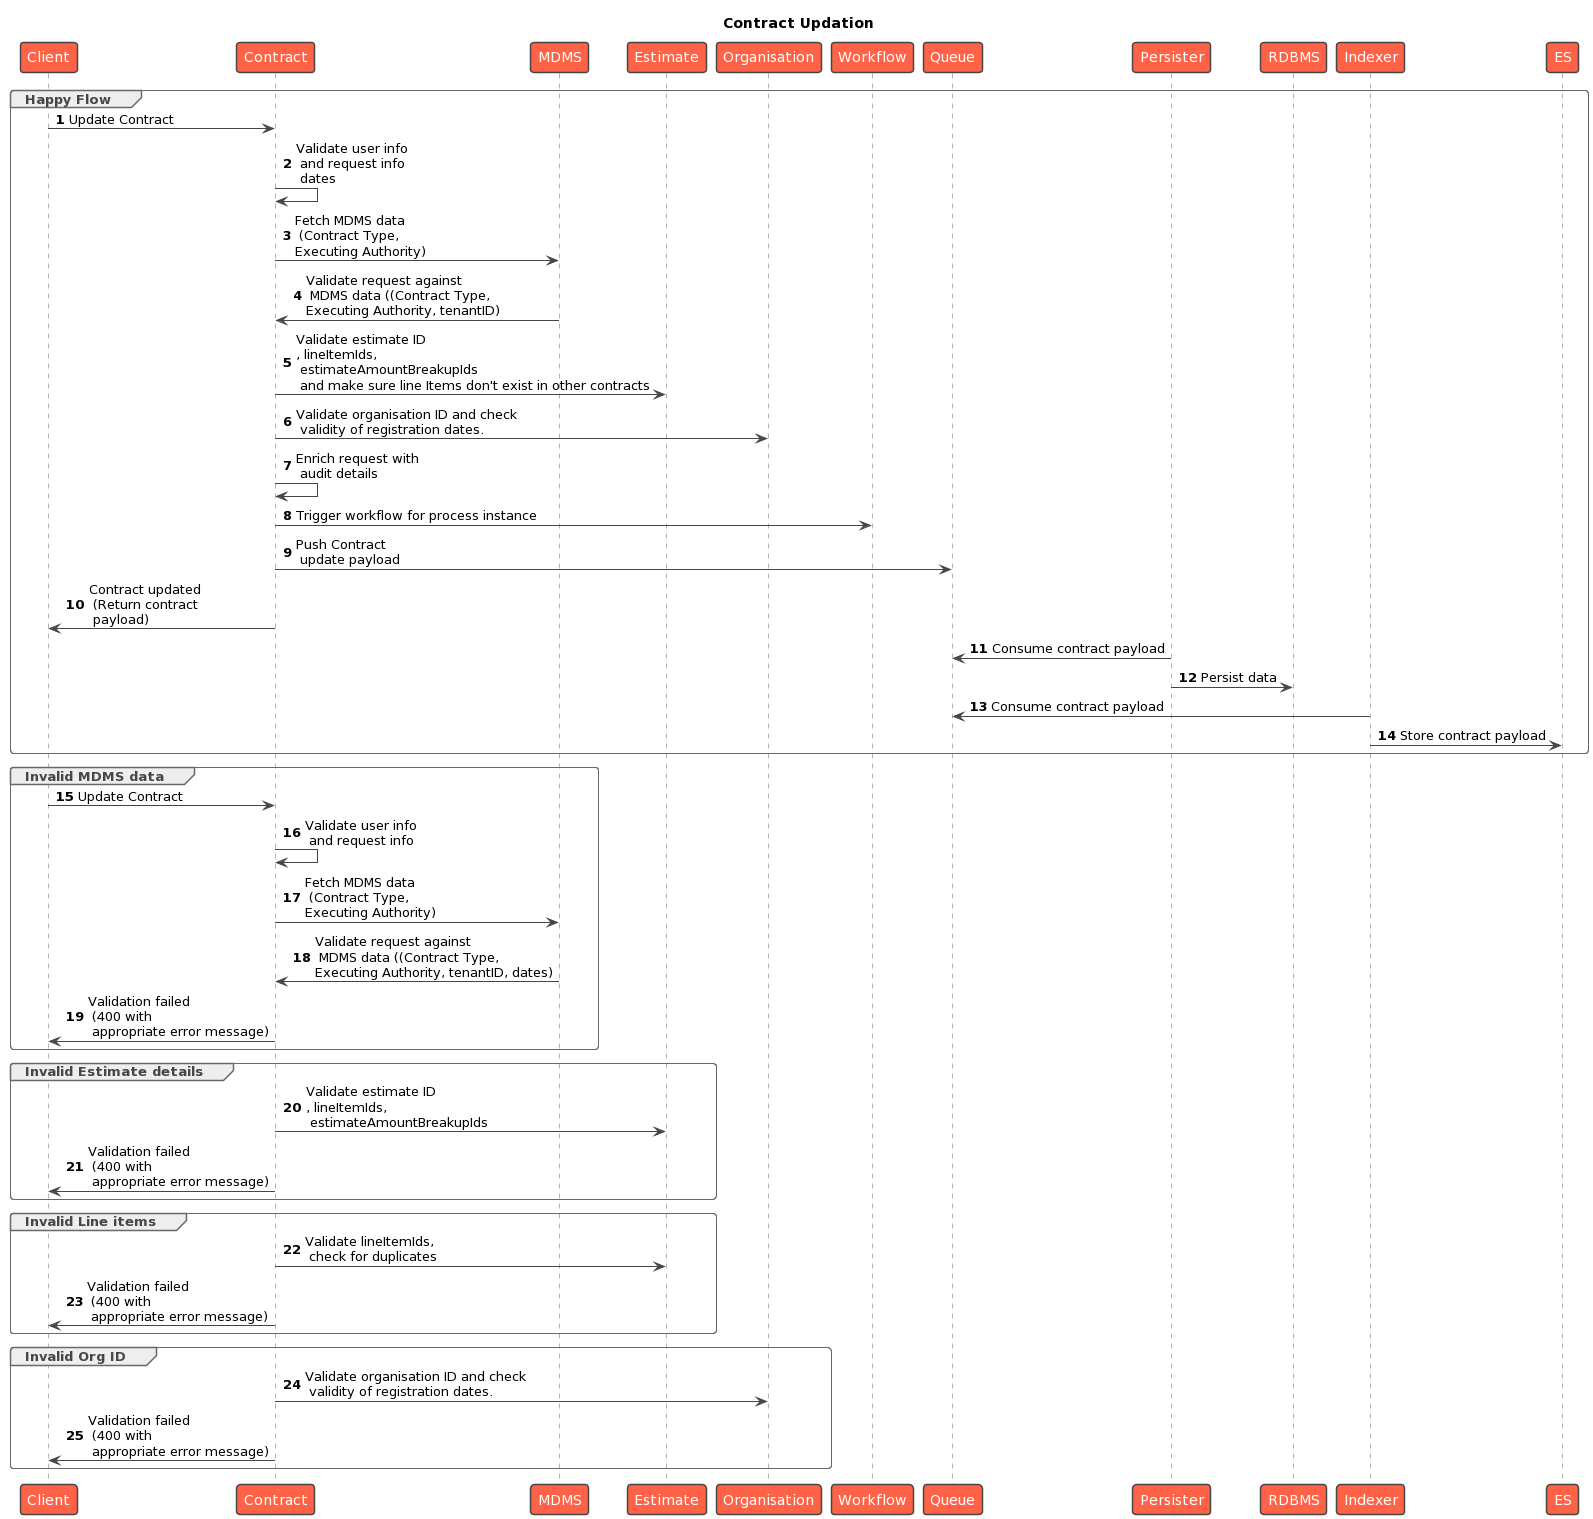 Contract Updation
Client Contract MDMS Estimate Organisation Workflow Queue Persister RDBMS Indexer ES
Happy Flow
1 Update Contract
Validate user info
2 and request info
dates
Fetch MDMS data
3 (Contract Type,
Executing Authority)
Validate request against
4 MDMS data ((Contract Type,
Executing Authority, tenantID)
Validate estimate ID
, lineItemIds,
5 estimateAmountBreakupIds
and make sure line Items don't exist in other contracts
6 Validate organisation ID and check
validity of registration dates.
7 Enrich request with
audit details
8 Trigger workflow for process instance
9 Push Contract
update payload
Contract updated
10 (Return contract
payload)
11 Consume contract payload
12 Persist data
13 Consume contract payload
14 Store contract payload
Invalid MDMS data
15 Update Contract
16 Validate user info
and request info
Fetch MDMS data
17 (Contract Type,
Executing Authority)
Validate request against
18 MDMS data ((Contract Type,
Executing Authority, tenantID, dates)
Validation failed
19 (400 with
appropriate error message)
Invalid Estimate details
Validate estimate ID
20 , lineItemIds,
estimateAmountBreakupIds
Validation failed
21 (400 with
appropriate error message)
Invalid Line items
22 Validate lineItemIds,
check for duplicates
Validation failed
23 (400 with
appropriate error message)
Invalid Org ID
24 Validate organisation ID and check
validity of registration dates.
Validation failed
25 (400 with
appropriate error message)
Client Contract MDMS Estimate Organisation Workflow Queue Persister RDBMS Indexer ES